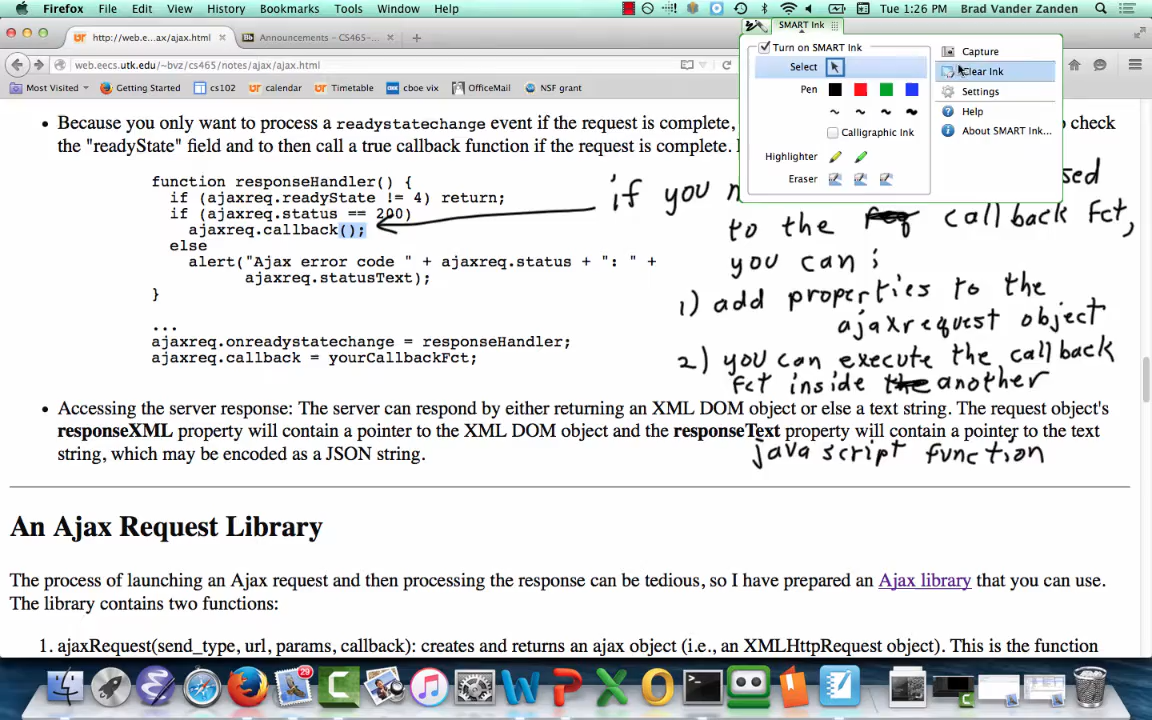 Firefox File Edit View History Bookmarks Tools Window Help Tue 1:26 PM Brad Vander Zanden
http://web.e...ax/ajax.html Announcements – CS465-...
SMART Ink
web.eecs.utk.edu/~bvz/cs465/notes/ajax/ajax.html
Most Visited Getting Started cs102 calendar Timetable cboe vix OfficeMail NSF grant
Turn on SMART Ink
Select
Pen
Calligraphic Ink
Highlighter
Eraser
Capture
Clear Ink
Settings
Help
About SMART Ink...
• Because you only want to process a readystatechange event if the request is complete, to check
the "readyState" field and to then call a true callback function if the request is complete.
function responseHandler() {
if (ajaxreq.readyState != 4) return;
if (ajaxreq.status == 200)
ajaxreq.callback();
else
alert("Ajax error code " + ajaxreq.status + ": " +
ajaxreq.statusText);
}
...
ajaxreq.onreadystatechange = responseHandler;
ajaxreq.callback = yourCallbackFct;
if you
to the callback fct,
you can ;
1) add properties to the
ajaxrequest object
2) you can execute the callback
fct inside another
javascript function
• Accessing the server response: The server can respond by either returning an XML DOM object or else a text string. The request object's
responseXML property will contain a pointer to the XML DOM object and the responseText property will contain a pointer to the text
string, which may be encoded as a JSON string.
An Ajax Request Library
The process of launching an Ajax request and then processing the response can be tedious, so I have prepared an Ajax library that you can use.
The library contains two functions:
1. ajaxRequest(send_type, url, params, callback): creates and returns an ajax object (i.e., an XMLHttpRequest object). This is the function
29